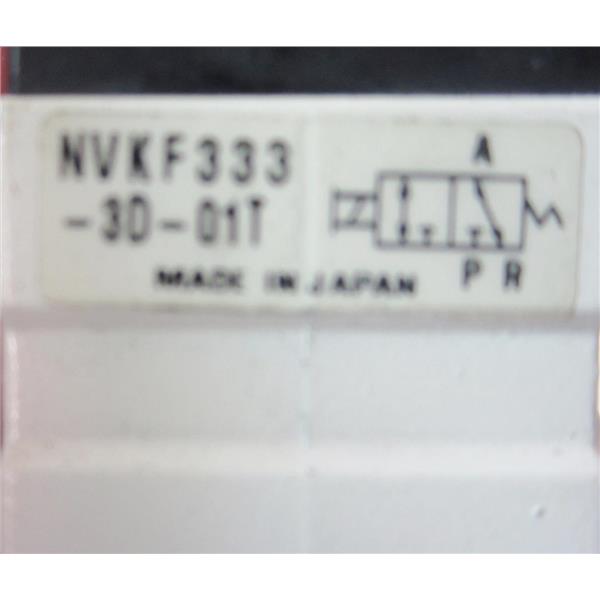 NVKF333
-3D-01T
A
P R
MADE IN JAPAN